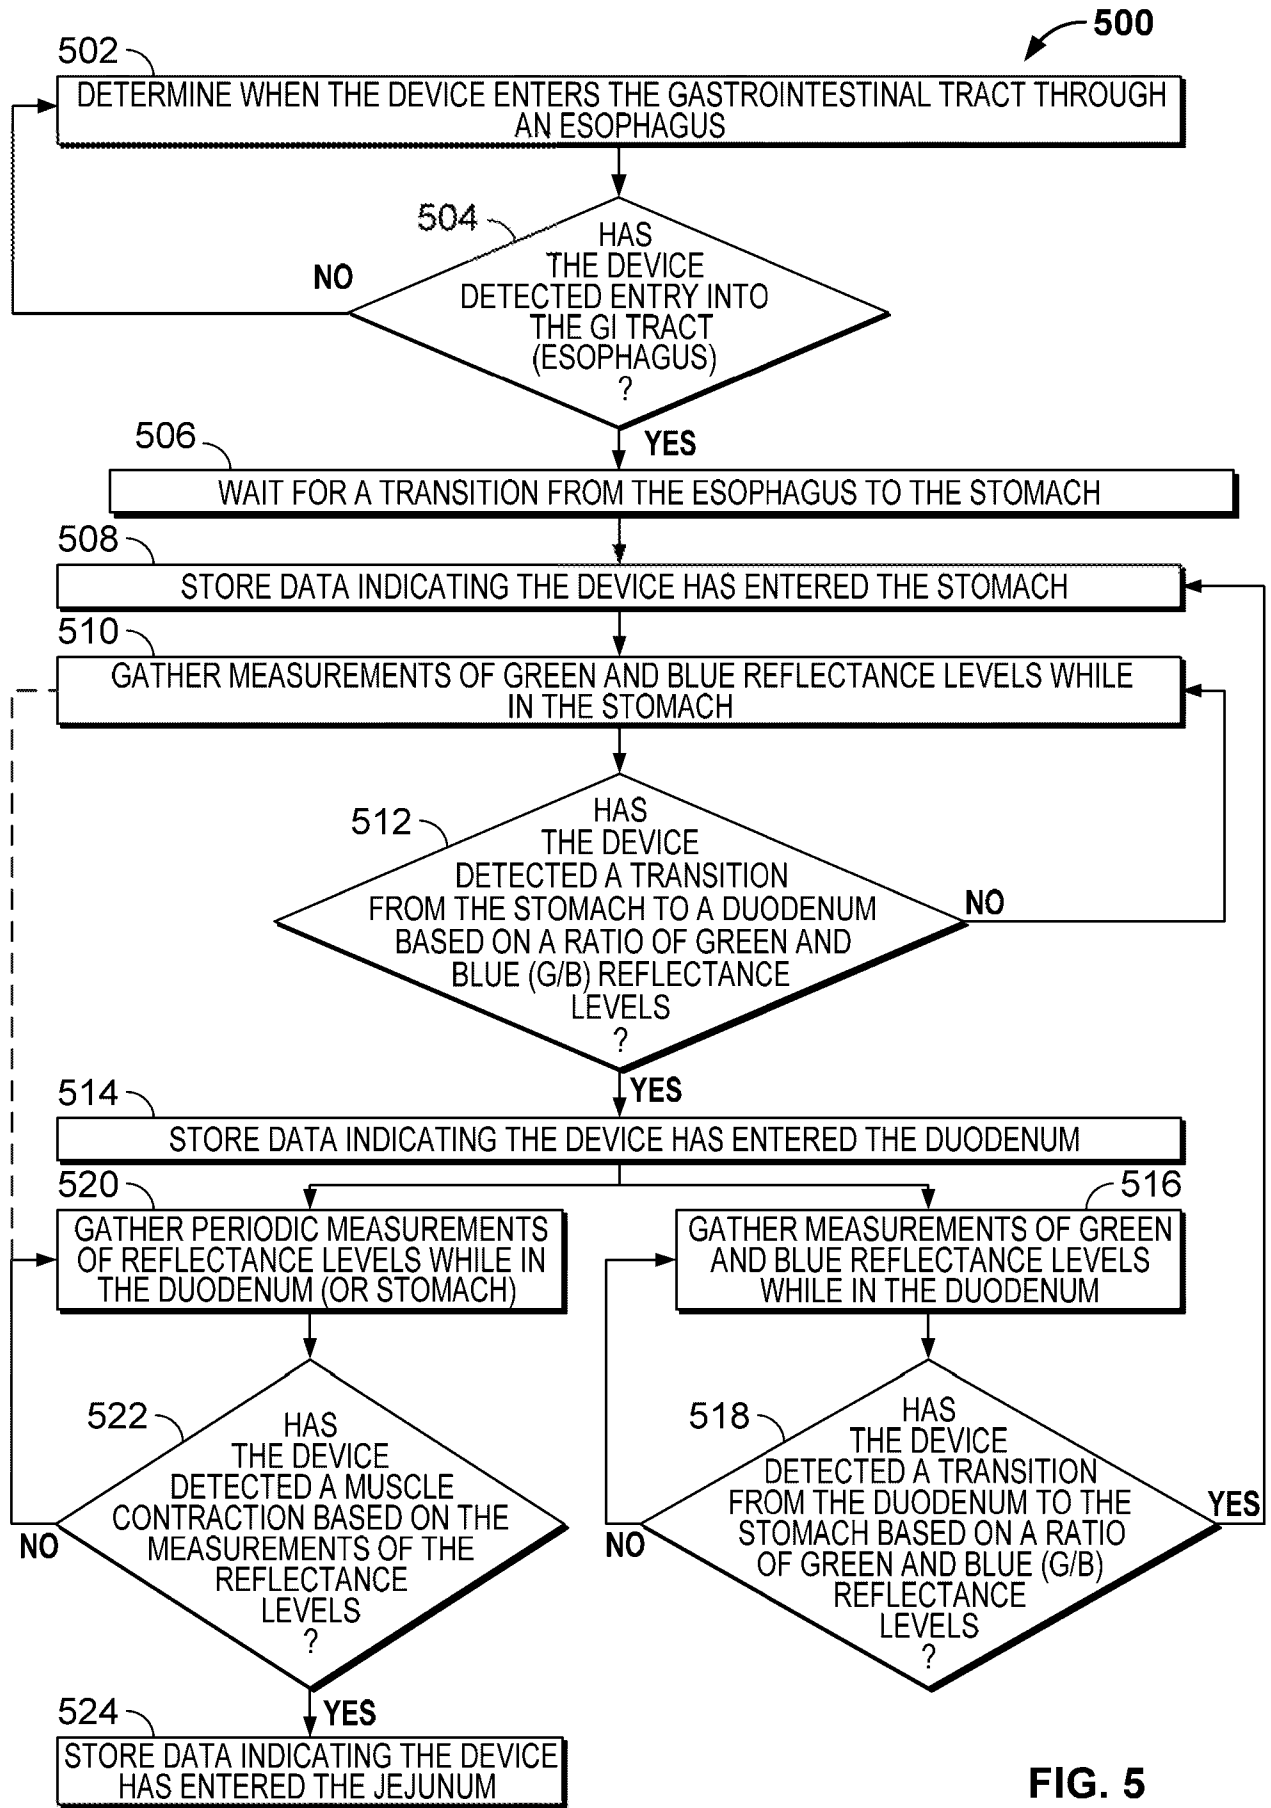 500
502
DETERMINE WHEN THE DEVICE ENTERS THE GASTROINTESTINAL TRACT THROUGH
AN ESOPHAGUS
504
HAS
THE DEVICE
DETECTED ENTRY INTO
THE GI TRACT
(ESOPHAGUS)
?
NO
YES
506
WAIT FOR A TRANSITION FROM THE ESOPHAGUS TO THE STOMACH
508
STORE DATA INDICATING THE DEVICE HAS ENTERED THE STOMACH
510
GATHER MEASUREMENTS OF GREEN AND BLUE REFLECTANCE LEVELS WHILE
IN THE STOMACH
512
HAS
THE DEVICE
DETECTED A TRANSITION
FROM THE STOMACH TO A DUODENUM
BASED ON A RATIO OF GREEN AND
BLUE (G/B) REFLECTANCE
LEVELS
?
NO
YES
514
STORE DATA INDICATING THE DEVICE HAS ENTERED THE DUODENUM
520
GATHER PERIODIC MEASUREMENTS
OF REFLECTANCE LEVELS WHILE IN
THE DUODENUM (OR STOMACH)
516
GATHER MEASUREMENTS OF GREEN
AND BLUE REFLECTANCE LEVELS
WHILE IN THE DUODENUM
522
HAS
THE DEVICE
DETECTED A MUSCLE
CONTRACTION BASED ON THE
MEASUREMENTS OF THE
REFLECTANCE
LEVELS
?
NO
YES
518
HAS
THE DEVICE
DETECTED A TRANSITION
FROM THE DUODENUM TO THE
STOMACH BASED ON A RATIO
OF GREEN AND BLUE (G/B)
REFLECTANCE
LEVELS
?
NO
YES
524
STORE DATA INDICATING THE DEVICE
HAS ENTERED THE JEJUNUM
FIG. 5